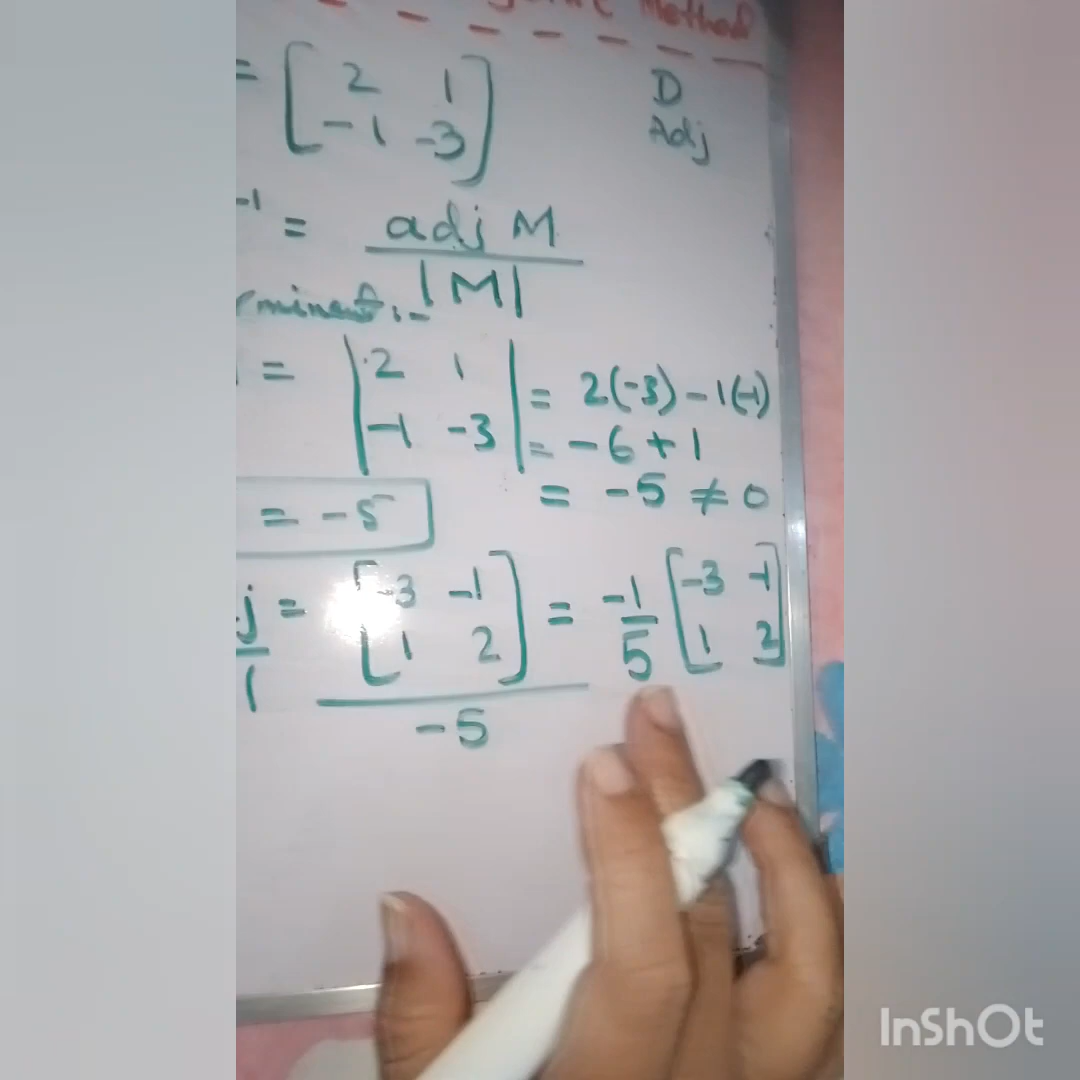 Method
= [ 2 1
-1 -3 ]
D
Adj
-1 = adj M
|M|
= | 2 1 | = 2(-3) - 1(-1)
| -1 -3 | = - 6 + 1
= -5 ≠ 0
= -5
= [ -3 -1 ] = -1/5 [ -3 -1 ]
[ 1 2 ] [ 1 2 ]
-5
InShOt